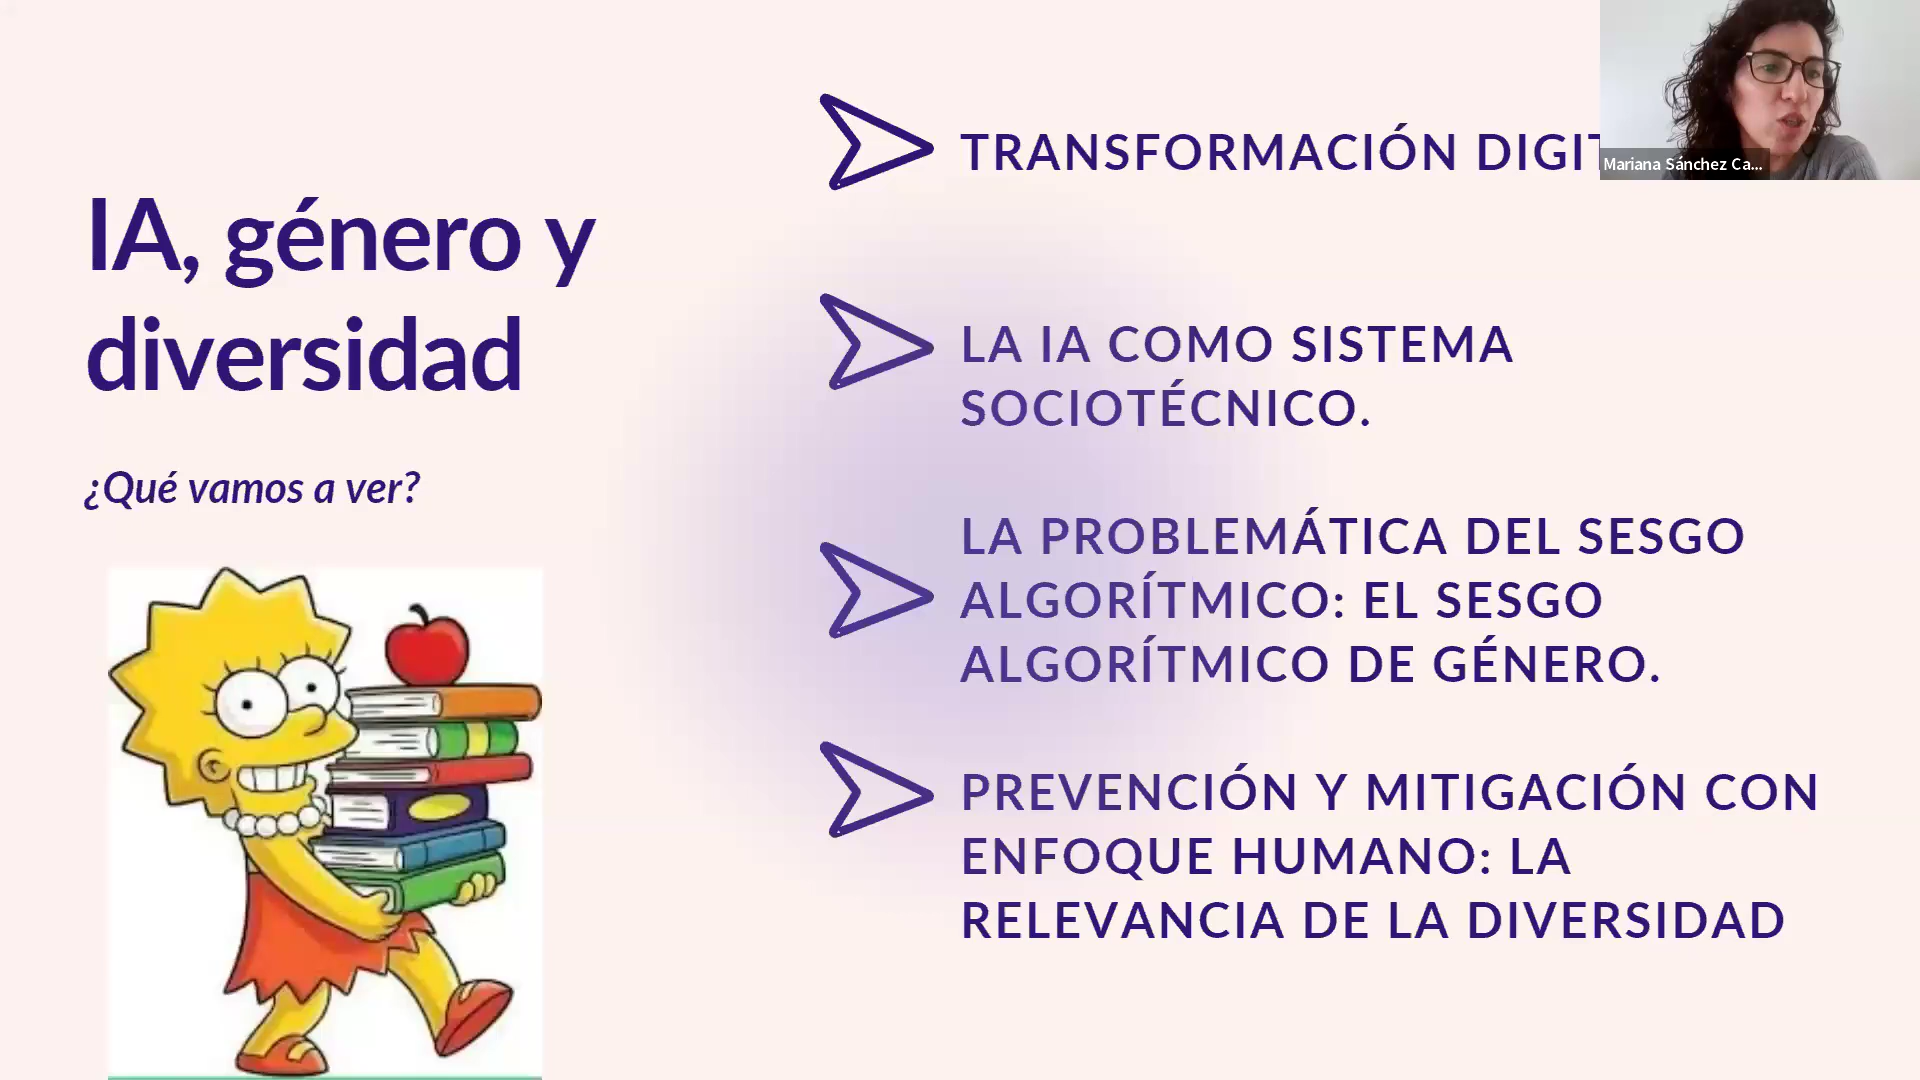 IA, género y
diversidad
¿Qué vamos a ver?
TRANSFORMACIÓN
LA IA COMO SISTEMA
SOCIOTÉCNICO.
LA PROBLEMÁTICA DEL SESGO
ALGORÍTMICO: EL SESGO
ALGORÍTMICO DE GÉNERO.
PREVENCIÓN Y MITIGACIÓN CON
ENFOQUE HUMANO: LA
RELEVANCIA DE LA DIVERSIDAD
Mariana Sánchez Ca...